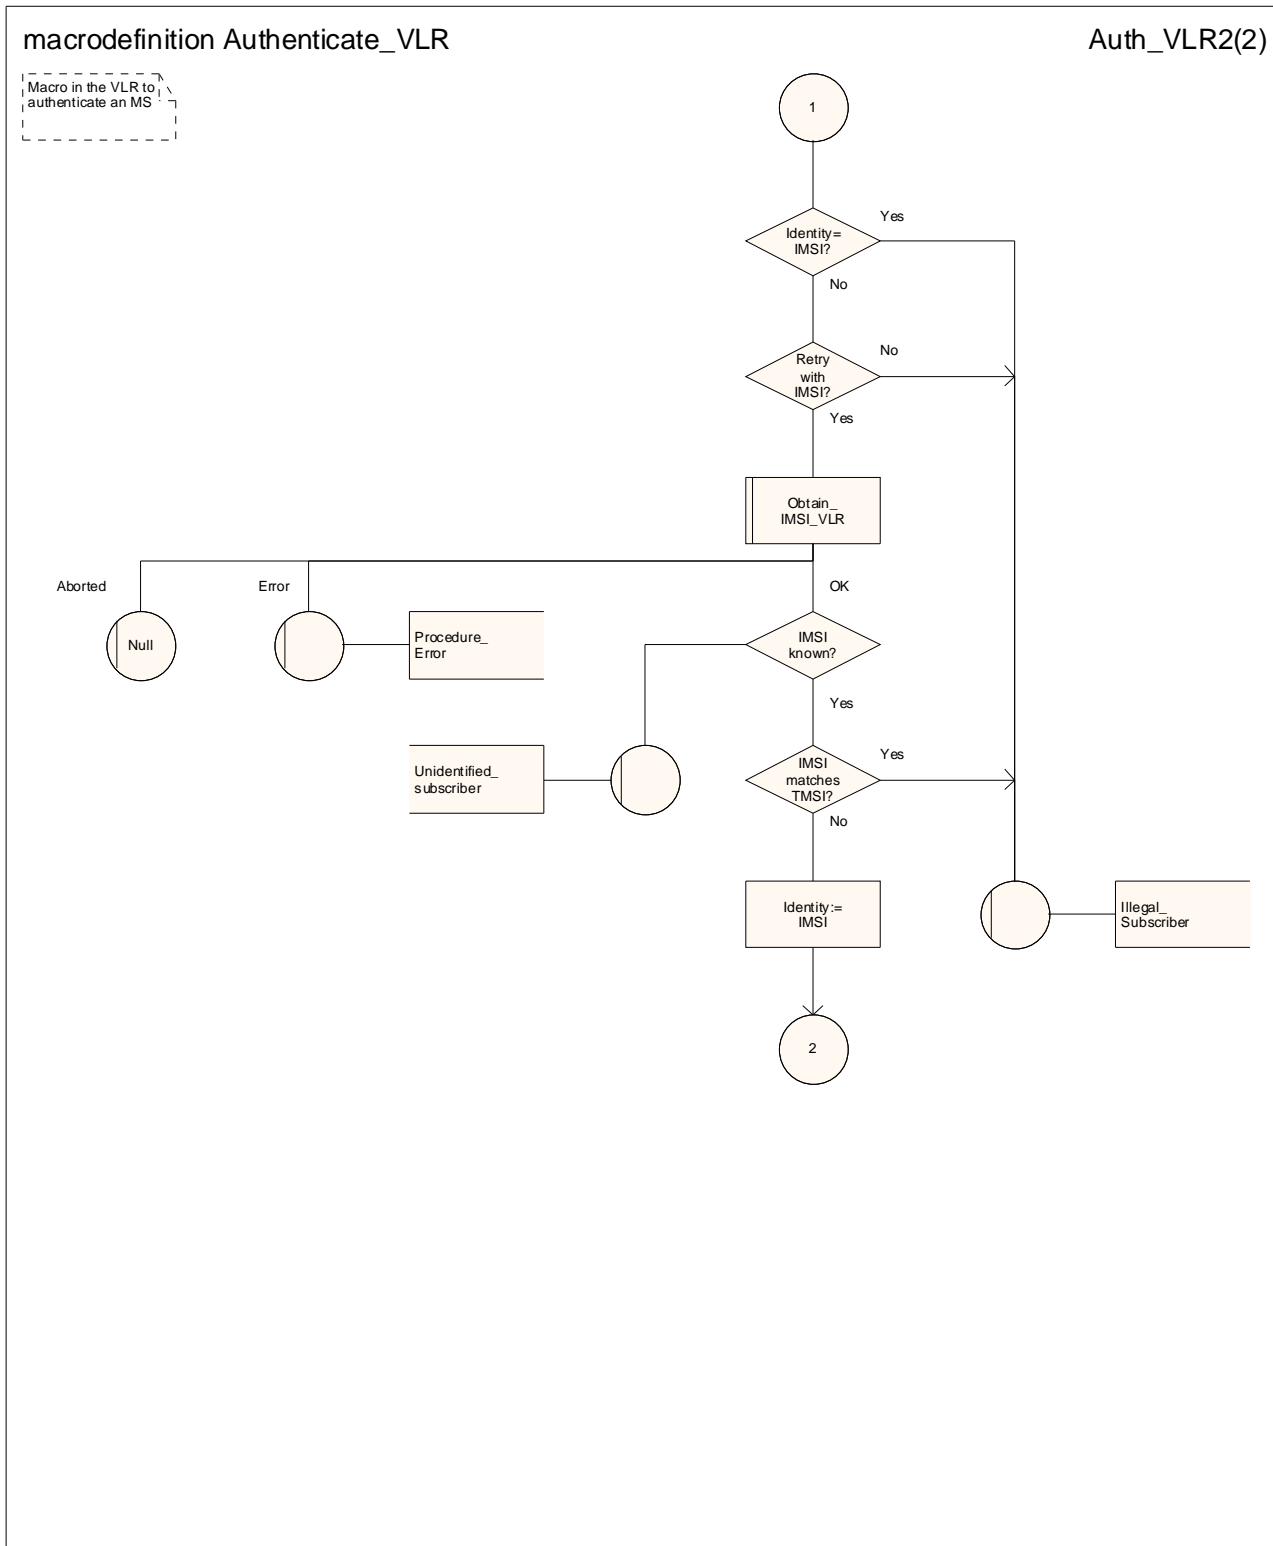 macrodefinition Authenticate_VLR
Auth_VLR2(2)
Macro in the VLR to
authenticate an MS
1
Yes
Identity=
IMSI?
No
No
Retry
with
IMSI?
Yes
Obtain_
IMSI_VLR
Aborted
Error
OK
Null
Procedure_
Error
IMSI
known?
Yes
Unidentified_
subscriber
IMSI
matches
TMSI?
Yes
No
Identity:=
IMSI
Illegal_
Subscriber
2